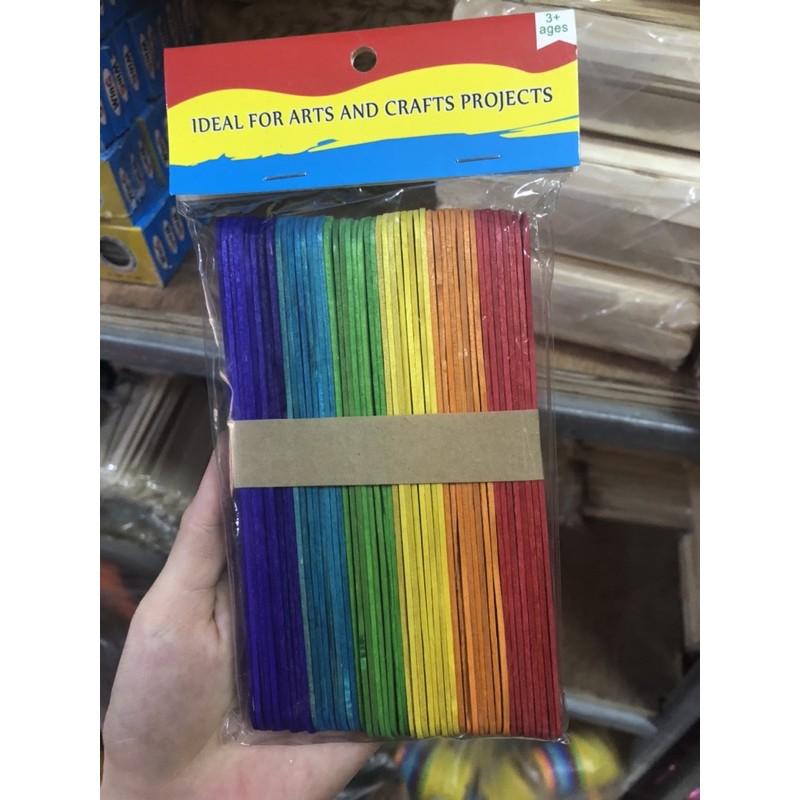 3+
ages
IDEAL FOR ARTS AND CRAFTS PROJECTS